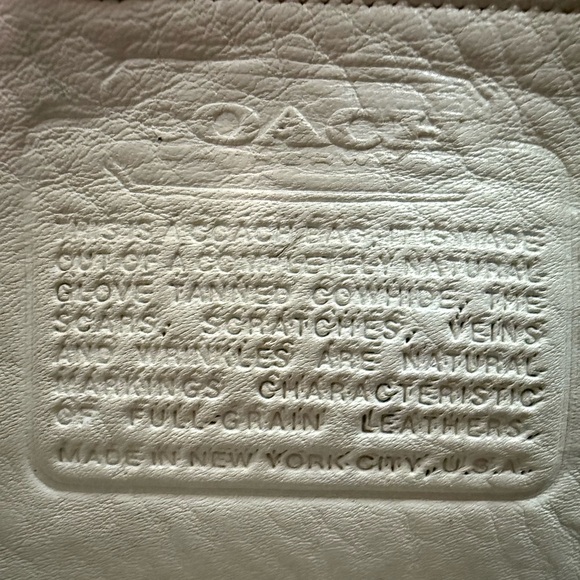 COACH
THIS IS A COACH BAG. IT IS MADE
OUT OF A COMPLETELY NATURAL
GLOVE TANNED COWHIDE, THE
SCARS, SCRATCHES, VEINS
AND WRINKLES ARE NATURAL
MARKINGS CHARACTERISTIC
OF FULL-GRAIN LEATHERS.
MADE IN NEW YORK CITY, U.S.A.